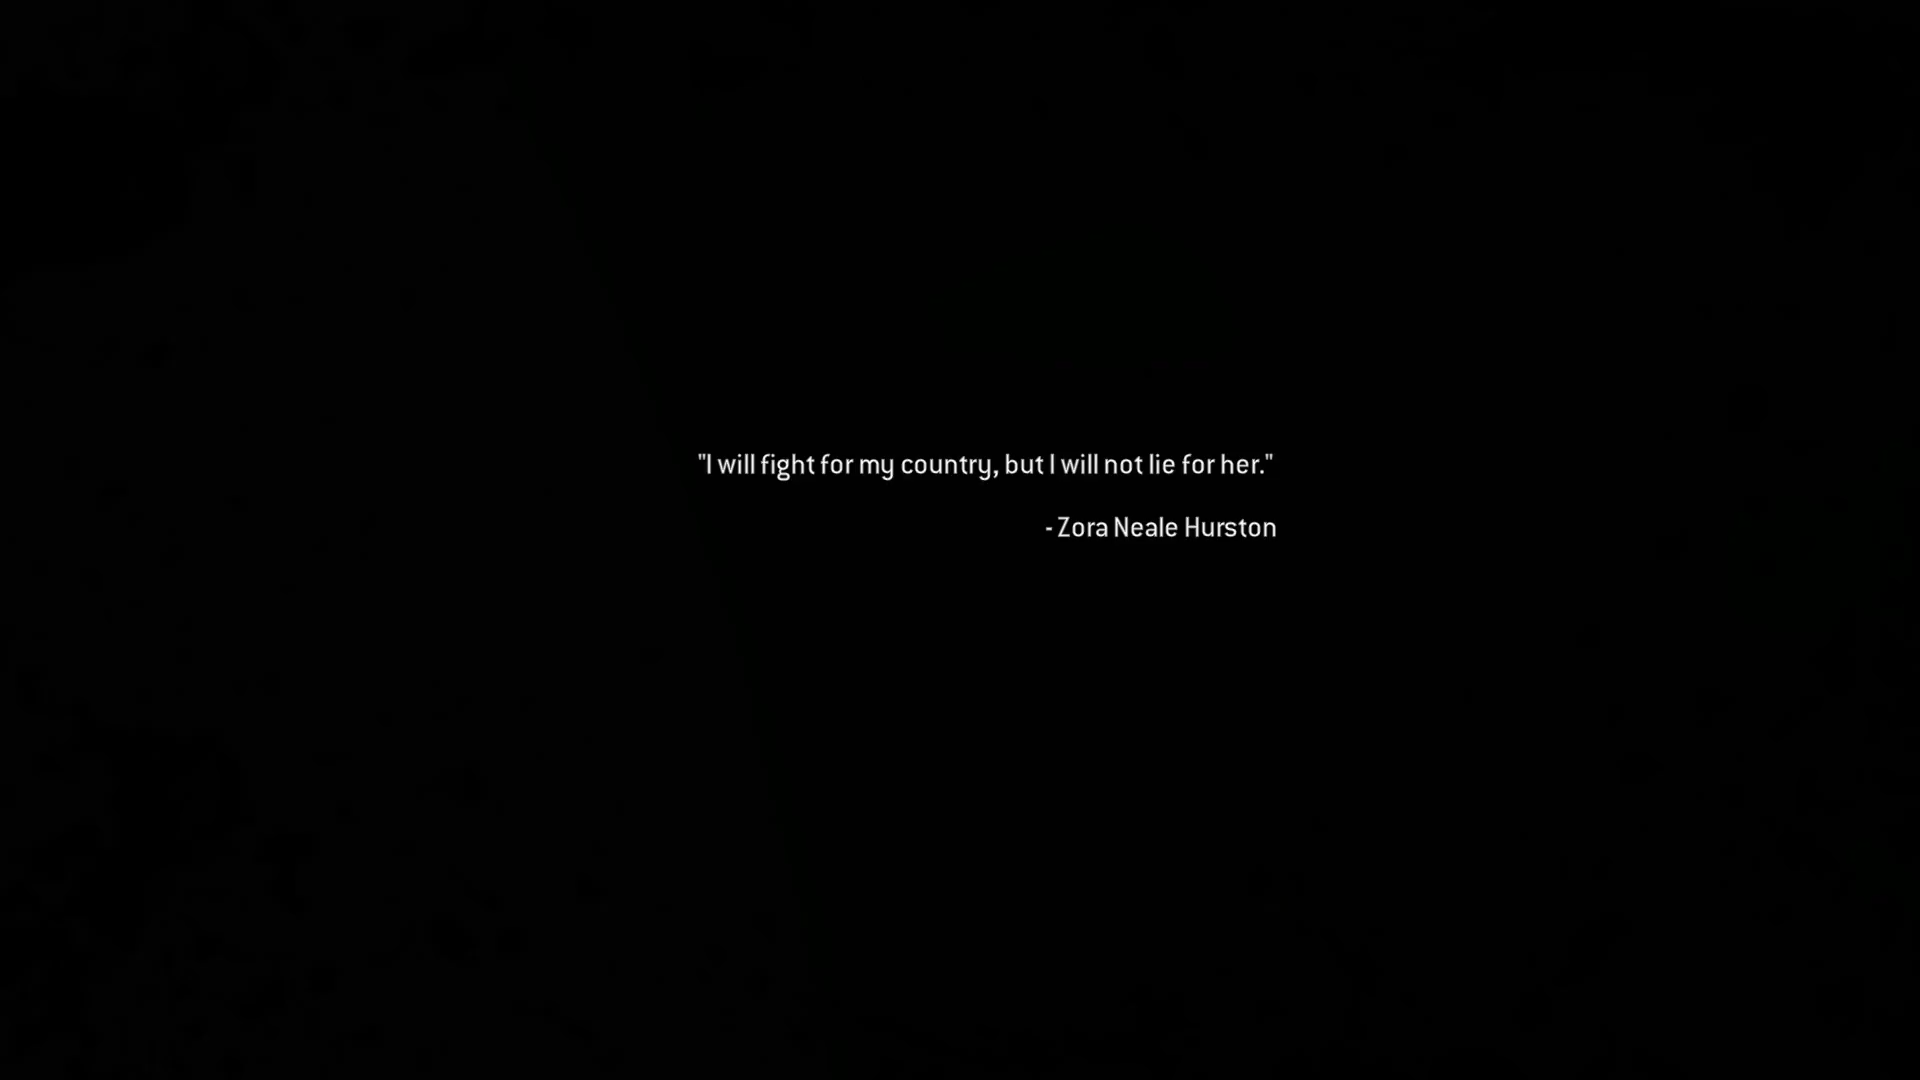 "I will fight for my country, but I will not lie for her."
- Zora Neale Hurston